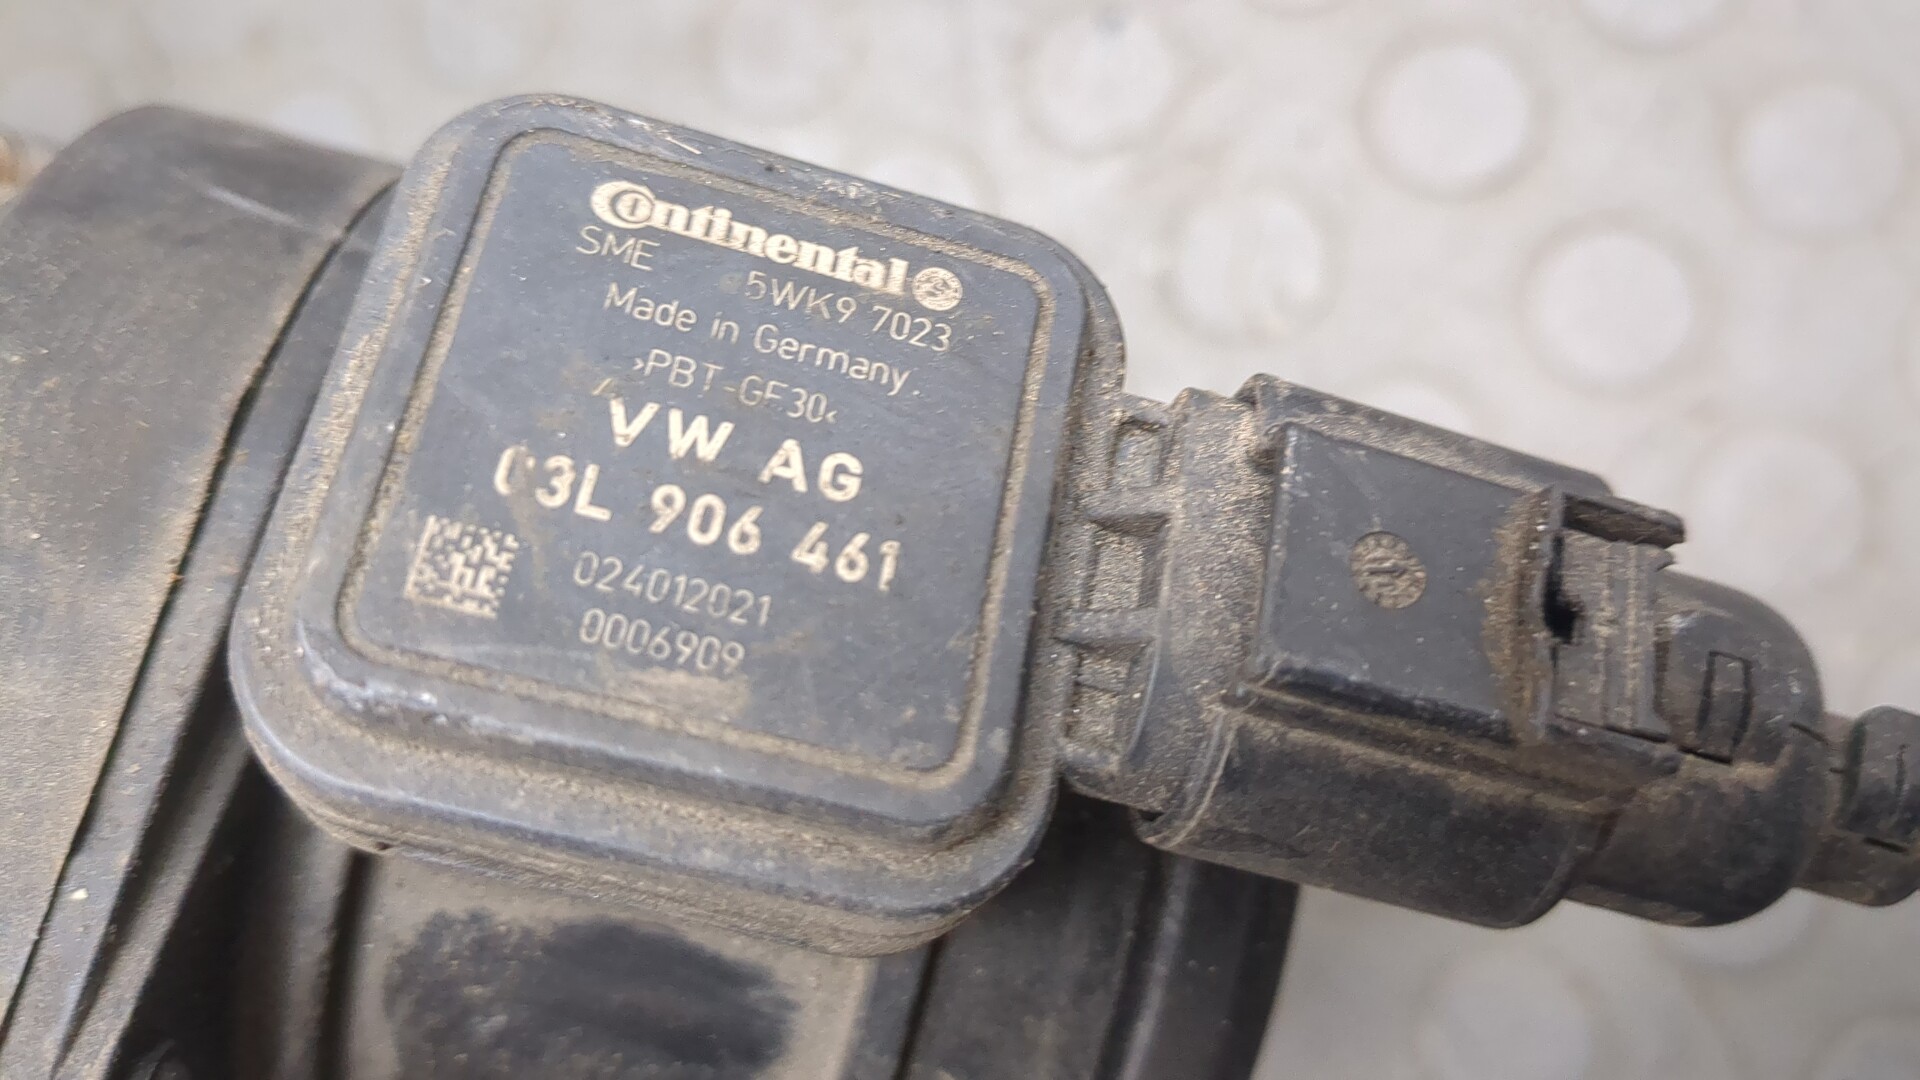 Continental
SME 5WK9 7023
Made in Germany
>PBT-GF30<
VW AG
03L 906 461
024012021
0006909